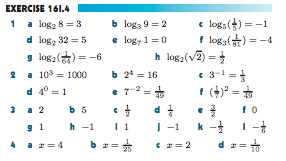 EXERCISE 16I.4
1 a log₂ 8 = 3 b log₃ 9 = 2 c log₅(1/5) = −1
d log₂ 32 = 5 e log₇ 1 = 0 f log₃(1/81) = −4
g log₂(1/64) = −6 h log₂(√2) = 1/2
2 a 10³ = 1000 b 2⁴ = 16 c 3⁻¹ = 1/3
d 4⁰ = 1 e 7⁻² = 1/49 f (1/7)² = 1/49
3 a 2 b 5 c 1/2 d 1/4 e 3/2 f 0
g 1 h −1 i 1 j −1 k −1/2 l −1/6
4 a x = 4 b x = 1/25 c x = 2 d x = 1/10